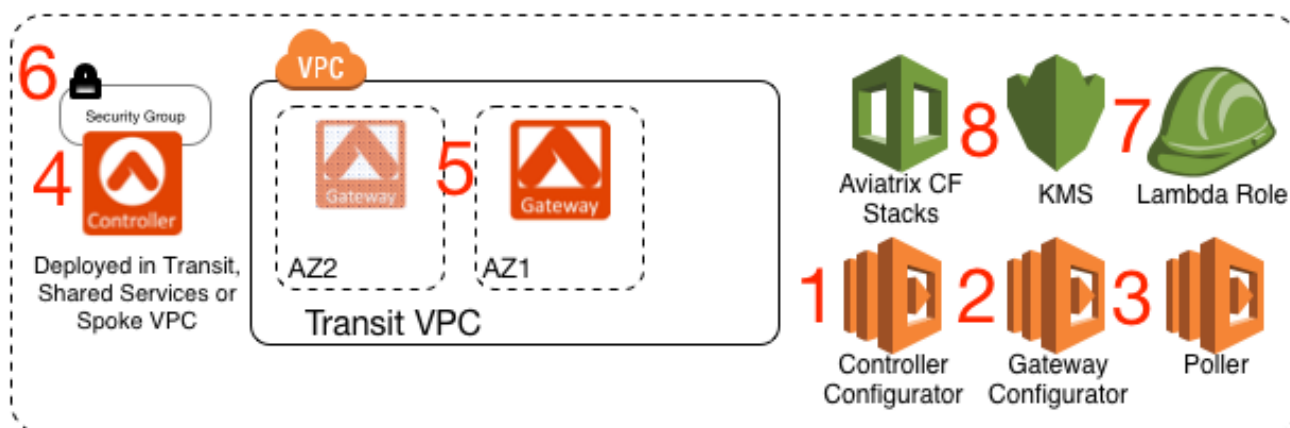 6
Security Group
4
Controller
Deployed in Transit,
Shared Services or
Spoke VPC
VPC
Gateway
AZ2
5
Gateway
AZ1
Transit VPC
Aviatrix CF
Stacks
8
KMS
7
Lambda Role
1
Controller
Configurator
2
Gateway
Configurator
3
Poller